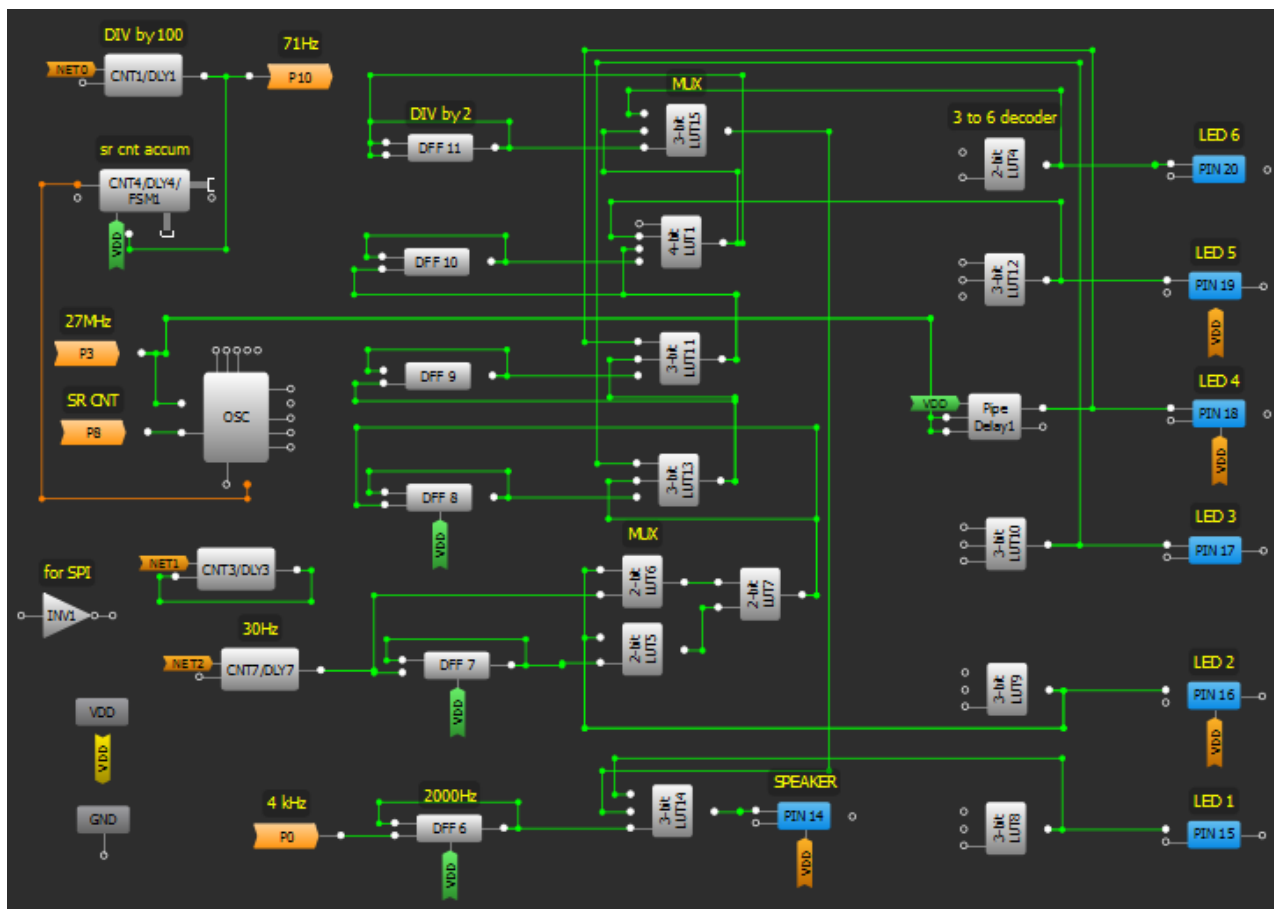 DIV by 100
71Hz
NET0
CNT1/DLY1
P10
MUX
DIV by 2
3-bit
LUT15
3 to 6 decoder
LED 6
DFF 11
2-bit
LUT4
PIN 20
sr cnt accum
CNT4/DLY4/
FSM1
VDD
4-bit
LUT1
DFF 10
LED 5
3-bit
LUT12
PIN 19
VDD
27MHz
P3
3-bit
LUT11
DFF 9
SR CNT
P8
OSC
LED 4
VDD
Pipe
Delay1
PIN 18
VDD
3-bit
LUT13
DFF 8
VDD
LED 3
3-bit
LUT10
PIN 17
MUX
for SPI
INV1
NET1
CNT3/DLY3
2-bit
LUT6
2-bit
LUT7
30Hz
NET2
CNT7/DLY7
DFF 7
VDD
2-bit
LUT5
LED 2
3-bit
LUT9
PIN 16
VDD
VDD
VDD
GND
4 kHz
P0
2000Hz
DFF 6
VDD
3-bit
LUT14
SPEAKER
PIN 14
VDD
LED 1
3-bit
LUT8
PIN 15